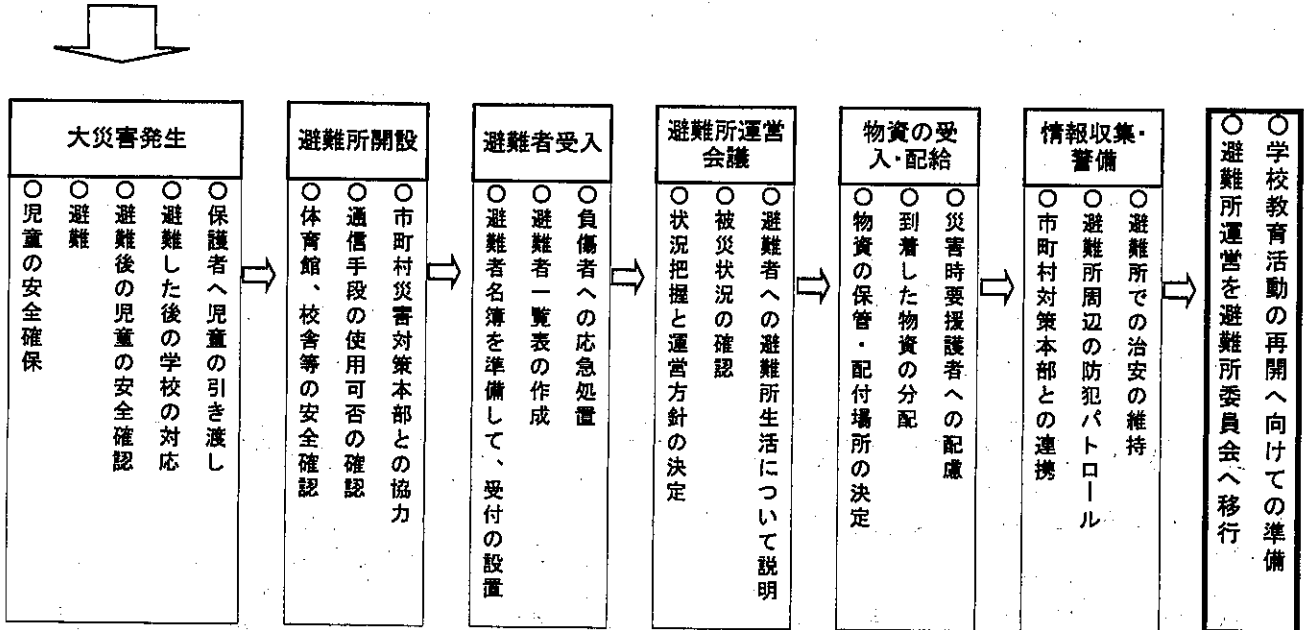 大災害発生
○児童の安全確保
○避難
○避難後の児童の安全確認
○避難した後の学校の対応
○保護者へ児童の引き渡し
避難所開設
○体育館、校舎等の安全確認
○通信手段の使用可否の確認
○市町村災害対策本部との協力
避難者受入
○避難者名簿を準備して、受付の設置
○避難者一覧表の作成
○負傷者への応急処置
避難所運営
会議
○状況把握と運営方針の決定
○被災状況の確認
○避難者への避難所生活について説明
物資の受
入・配給
○物資の保管・配付場所の決定
○到着した物資の分配
○災害時要援護者への配慮
情報収集・
警備
○市町村対策本部との連携
○避難所周辺の防犯パトロール
○避難所での治安の維持
○避難所運営を避難所委員会へ移行
○学校教育活動の再開へ向けての準備